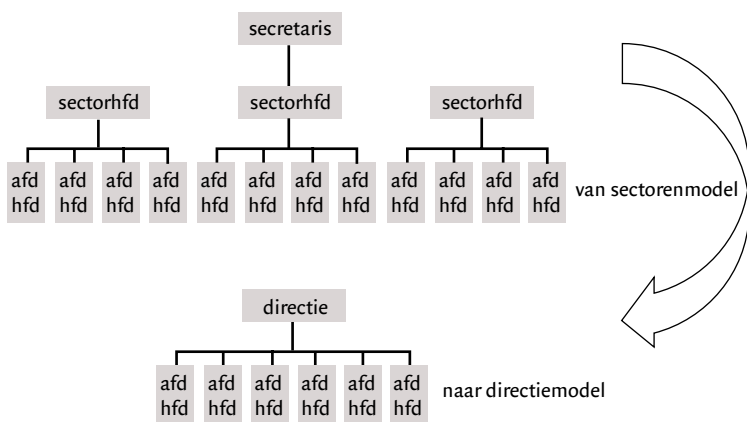 secretaris
sectorhfd sectorhfd sectorhfd
afd afd afd afd afd afd afd afd afd afd afd afd
hfd hfd hfd hfd hfd hfd hfd hfd hfd hfd hfd hfd
van sectorenmodel
directie
afd afd afd afd afd afd
hfd hfd hfd hfd hfd hfd
naar directiemodel